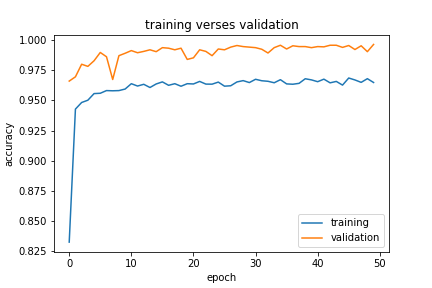 training verses validation
1.000
0.975
0.950
0.925
0.900
0.875
0.850
0.825
accuracy
0 10 20 30 40 50
epoch
training
validation